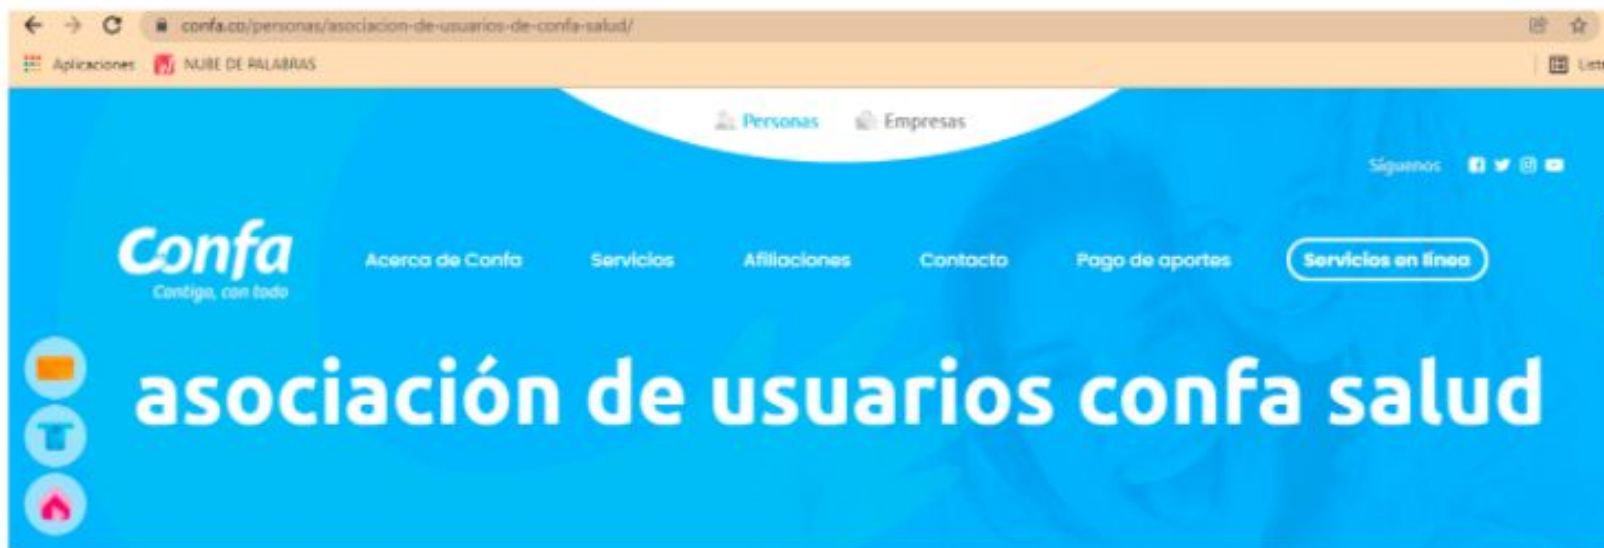 confa.co/personas/asociacion-de-usuarios-de-confa-salud/
Aplicaciones NUBE DE PALABRAS
Personas Empresas
Síguenos
Confa
Contigo, con todo
Acerca de Confa Servicios Afiliaciones Contacto Pago de aportes Servicios en línea
asociación de usuarios confa salud